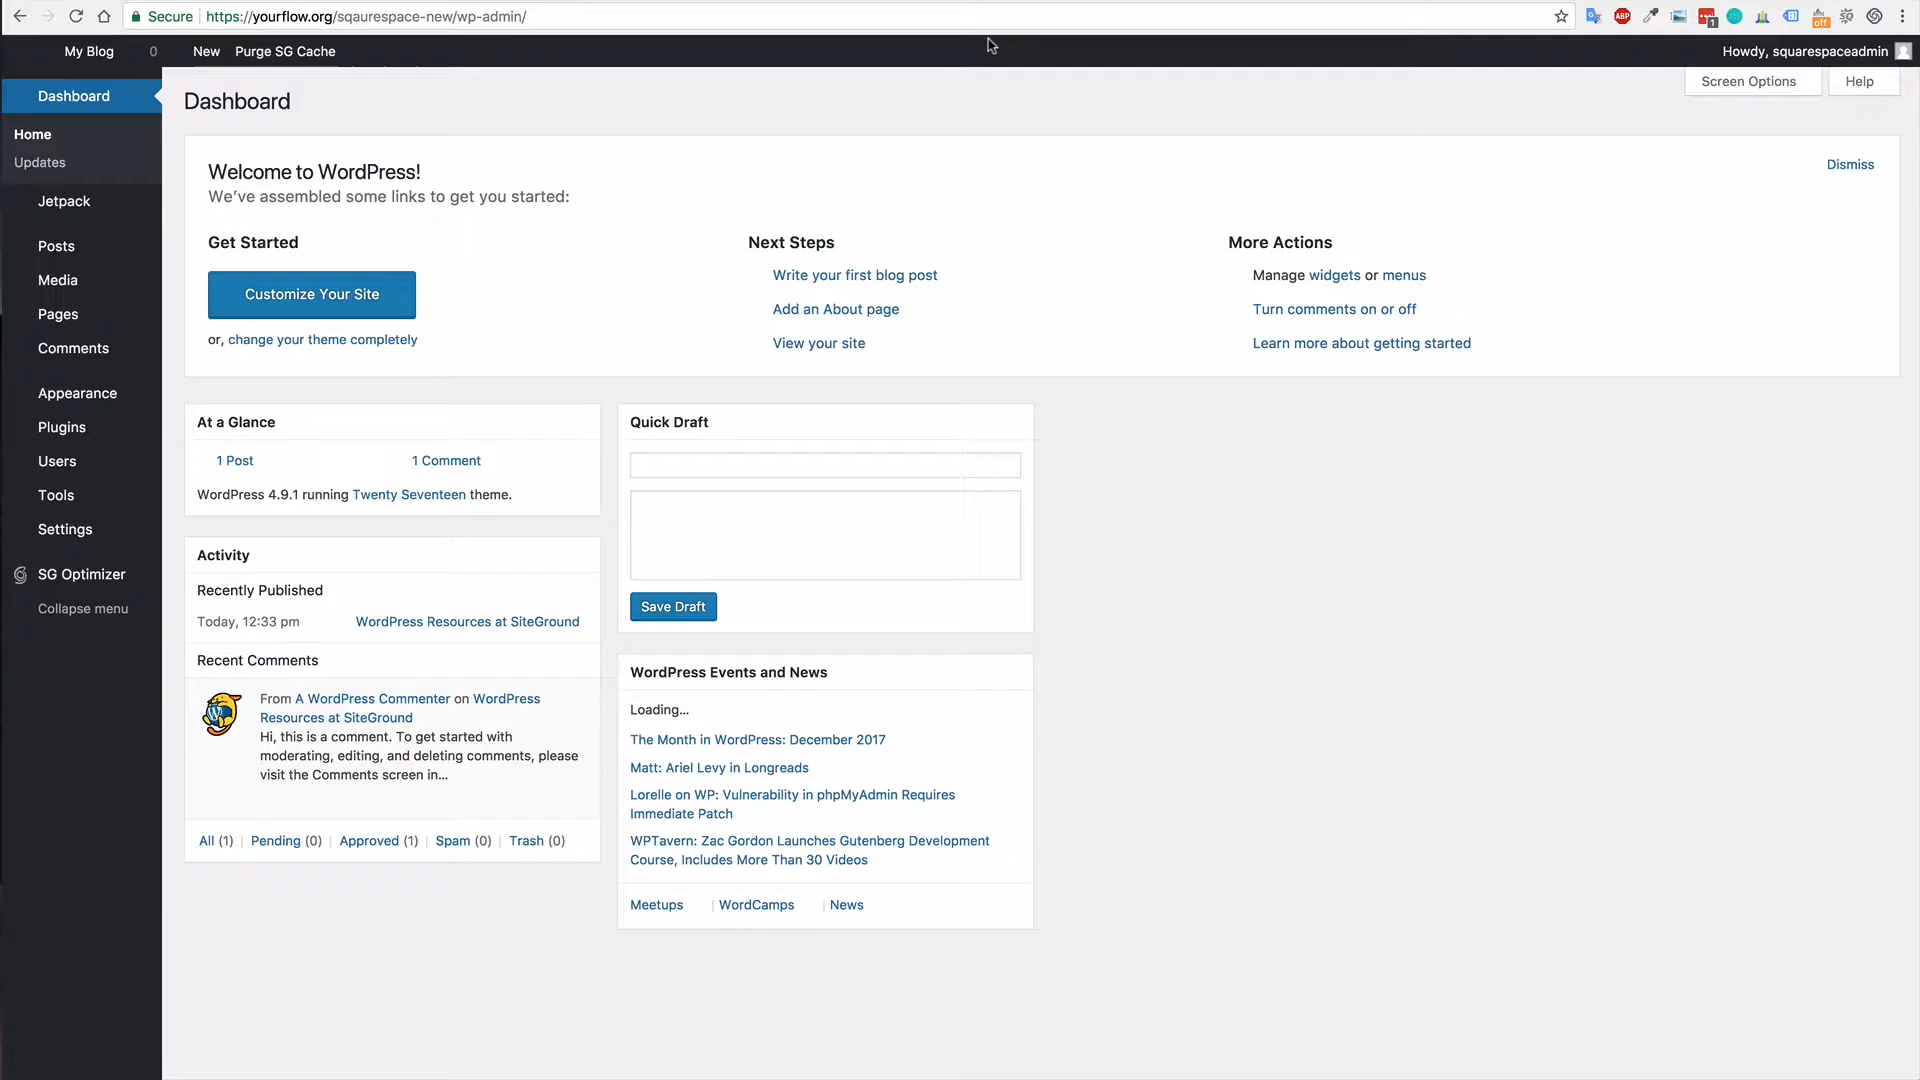 Secure https://yourflow.org/sqaurespace-new/wp-admin/
ABP
1
off
My Blog 0 New Purge SG Cache Howdy, squarespaceadmin
Screen Options Help
Dashboard
Home
Updates
Jetpack
Posts
Media
Pages
Comments
Appearance
Plugins
Users
Tools
Settings
SG Optimizer
Collapse menu
Dashboard
Welcome to WordPress!
We've assembled some links to get you started:
Dismiss
Get Started
Customize Your Site
or, change your theme completely
Next Steps
Write your first blog post
Add an About page
View your site
More Actions
Manage widgets or menus
Turn comments on or off
Learn more about getting started
At a Glance
1 Post 1 Comment
WordPress 4.9.1 running Twenty Seventeen theme.
Activity
Recently Published
Today, 12:33 pm WordPress Resources at SiteGround
Recent Comments
From A WordPress Commenter on WordPress
Resources at SiteGround
Hi, this is a comment. To get started with
moderating, editing, and deleting comments, please
visit the Comments screen in...
All (1) | Pending (0) | Approved (1) | Spam (0) | Trash (0)
Quick Draft
Save Draft
WordPress Events and News
Loading...
The Month in WordPress: December 2017
Matt: Ariel Levy in Longreads
Lorelle on WP: Vulnerability in phpMyAdmin Requires
Immediate Patch
WPTavern: Zac Gordon Launches Gutenberg Development
Course, Includes More Than 30 Videos
Meetups | WordCamps | News